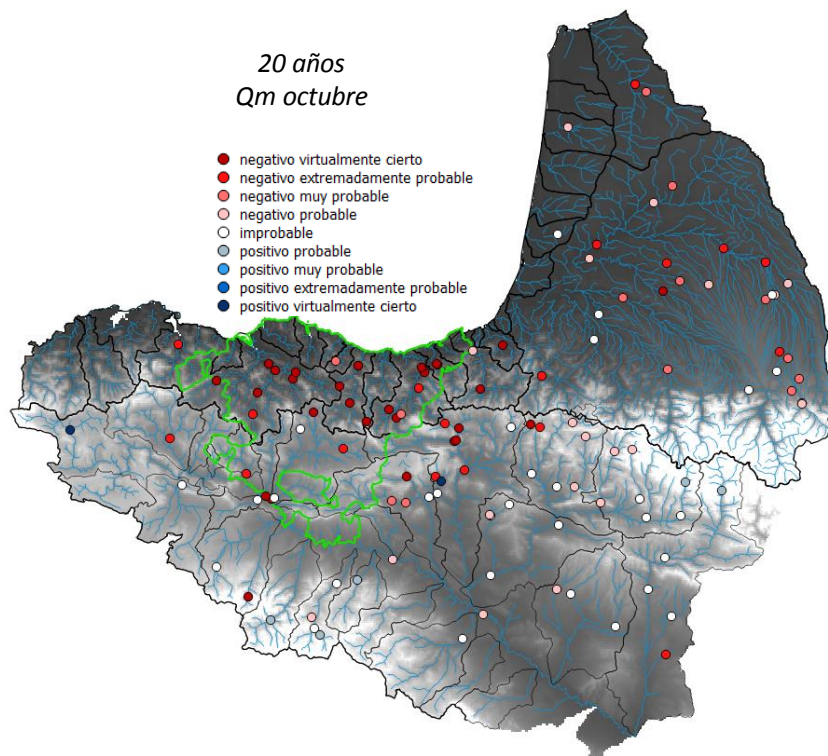 20 años
Qm octubre
negativo virtualmente cierto
negativo extremadamente probable
negativo muy probable
negativo probable
improbable
positivo probable
positivo muy probable
positivo extremadamente probable
positivo virtualmente cierto